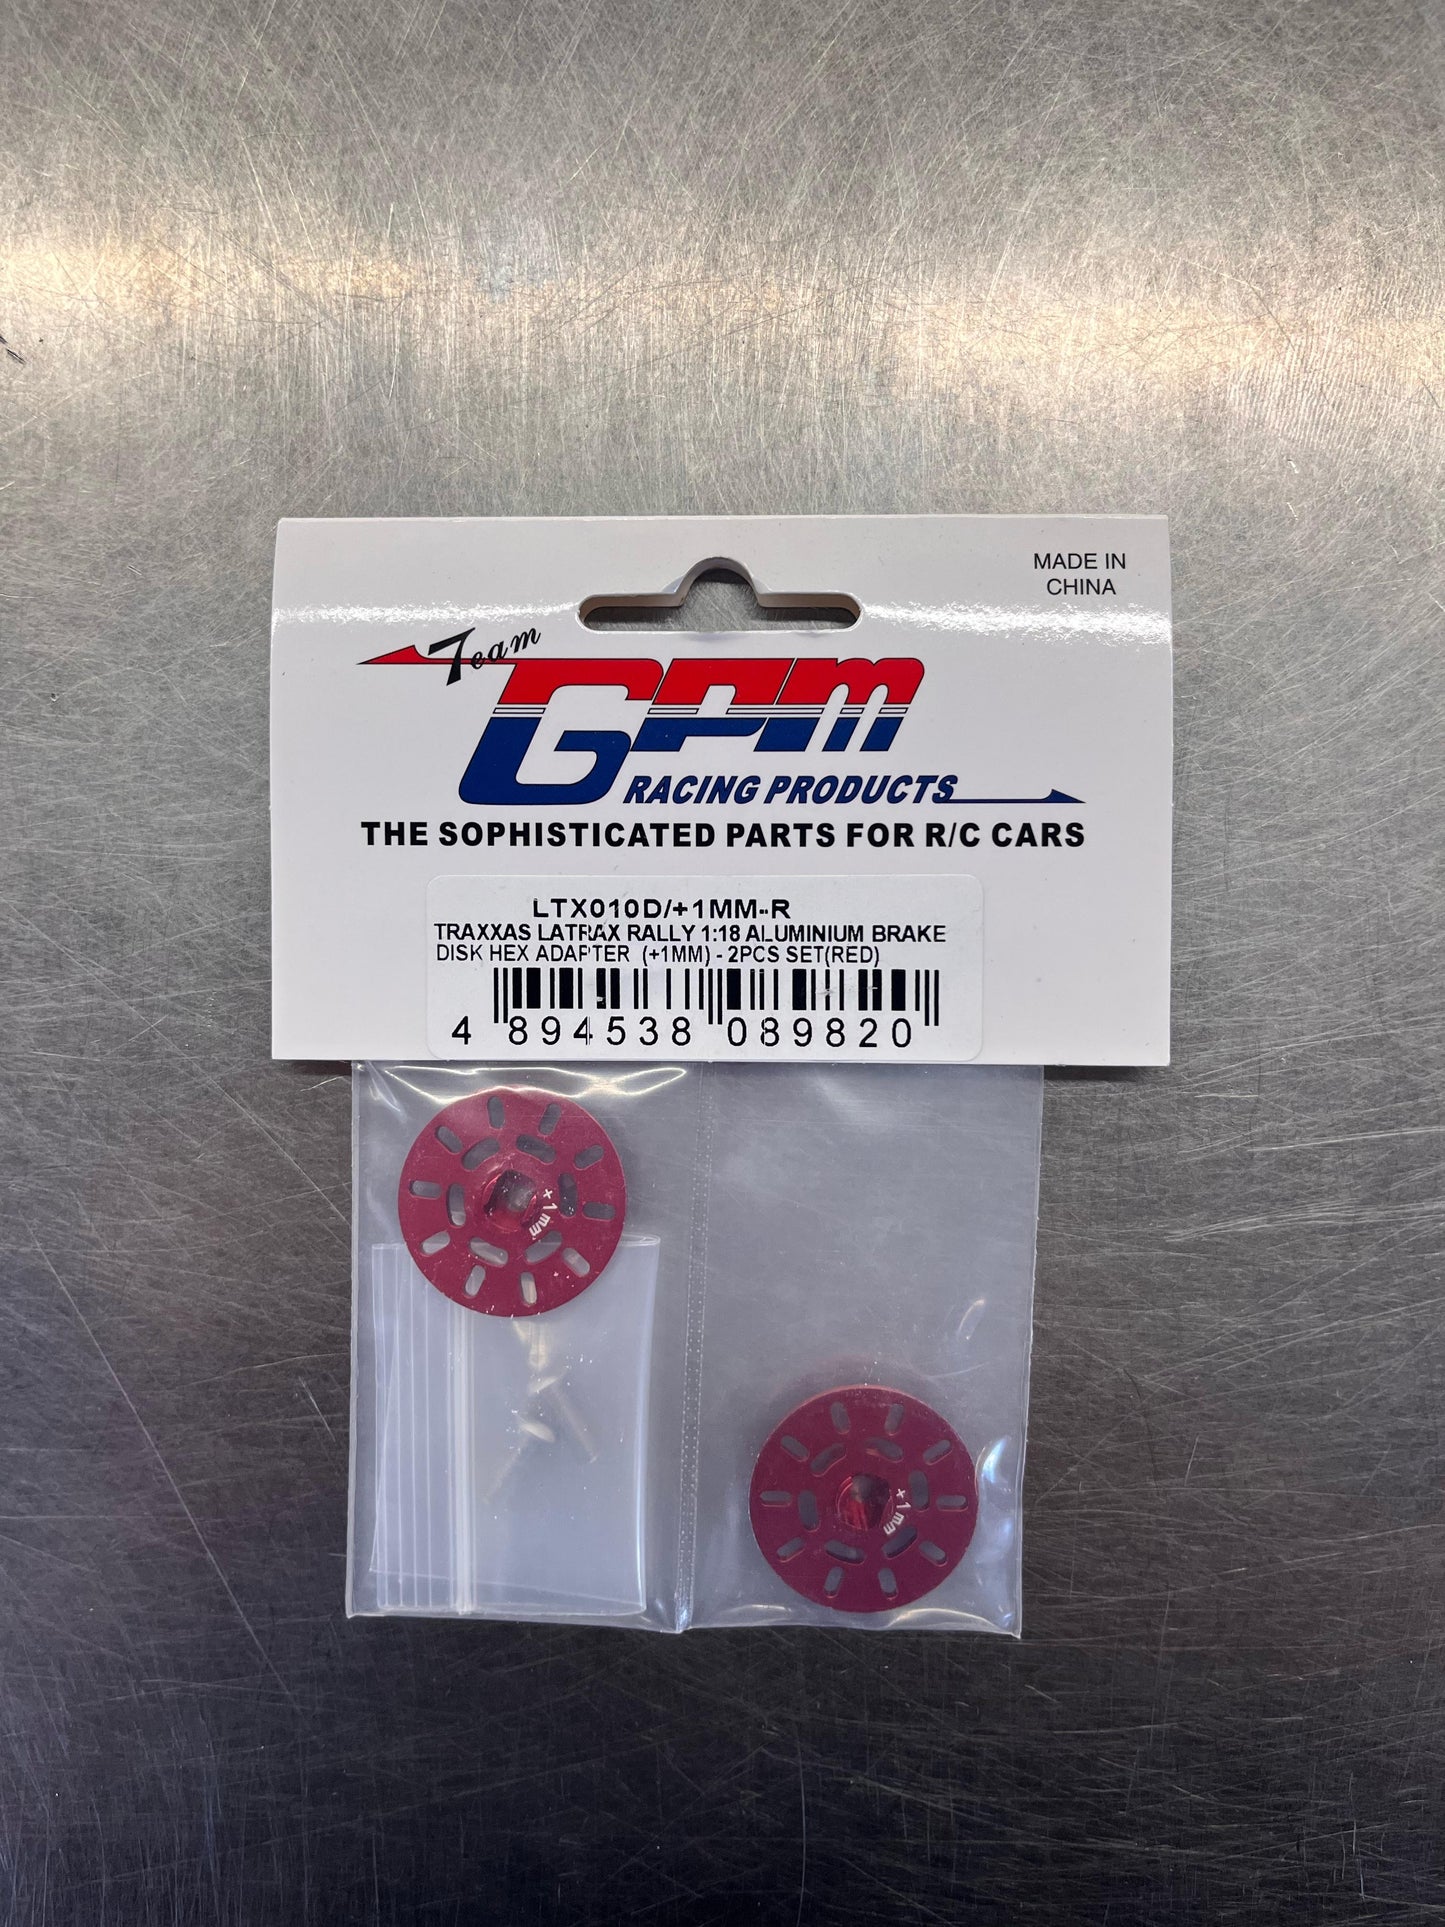 MADE IN
CHINA
Team
GPM
RACING PRODUCTS
THE SOPHISTICATED PARTS FOR R/C CARS
LTX010D/+1MM-R
TRAXXAS LATRAX RALLY 1:18 ALUMINIUM BRAKE
DISK HEX ADAPTER (+1MM) - 2PCS SET(RED)
4 894538 089820
+1mm
+1mm